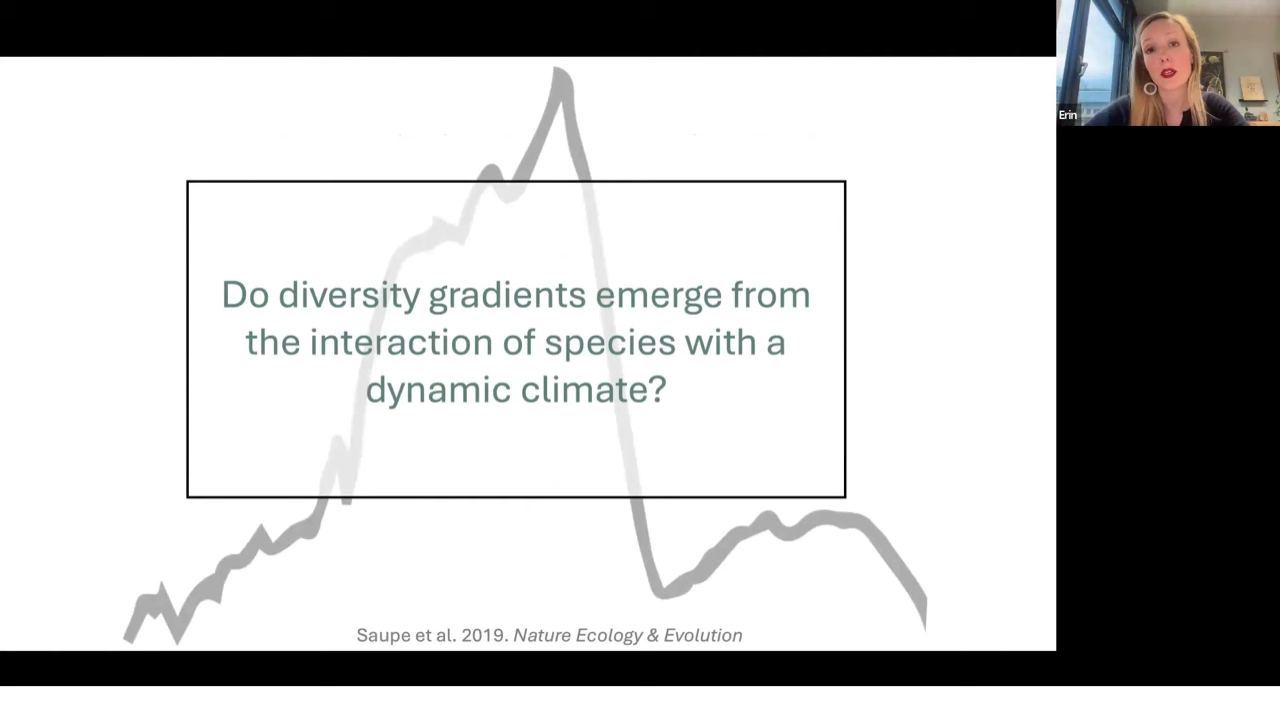 Erin
Do diversity gradients emerge from
the interaction of species with a
dynamic climate?
Saupe et al. 2019. Nature Ecology & Evolution